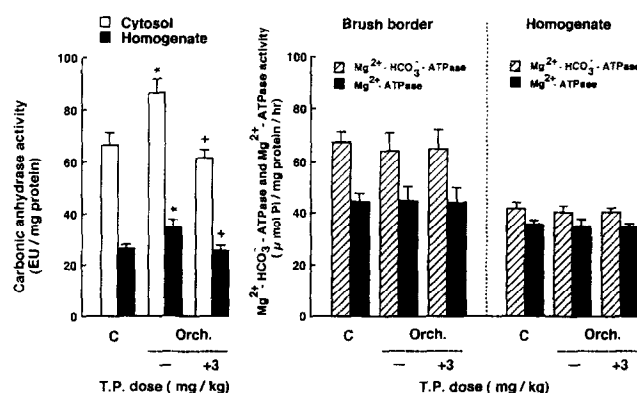 Cytosol
Homogenate
Carbonic anhydrase activity
(EU / mg protein)
100
80
60
40
20
0
*
*
+
+
C
Orch.
— +3
T.P. dose ( mg / kg)
Brush border
Homogenate
Mg²⁺- HCO₃⁻- ATPase
Mg²⁺- ATPase
Mg²⁺- HCO₃⁻- ATPase
Mg²⁺- ATPase
Mg²⁺- HCO₃⁻- ATPase and Mg²⁺- ATPase activity
( μ mol Pi / mg protein / hr)
100
80
60
40
20
0
C
Orch.
— +3
C
Orch.
— +3
T.P. dose ( mg / kg)